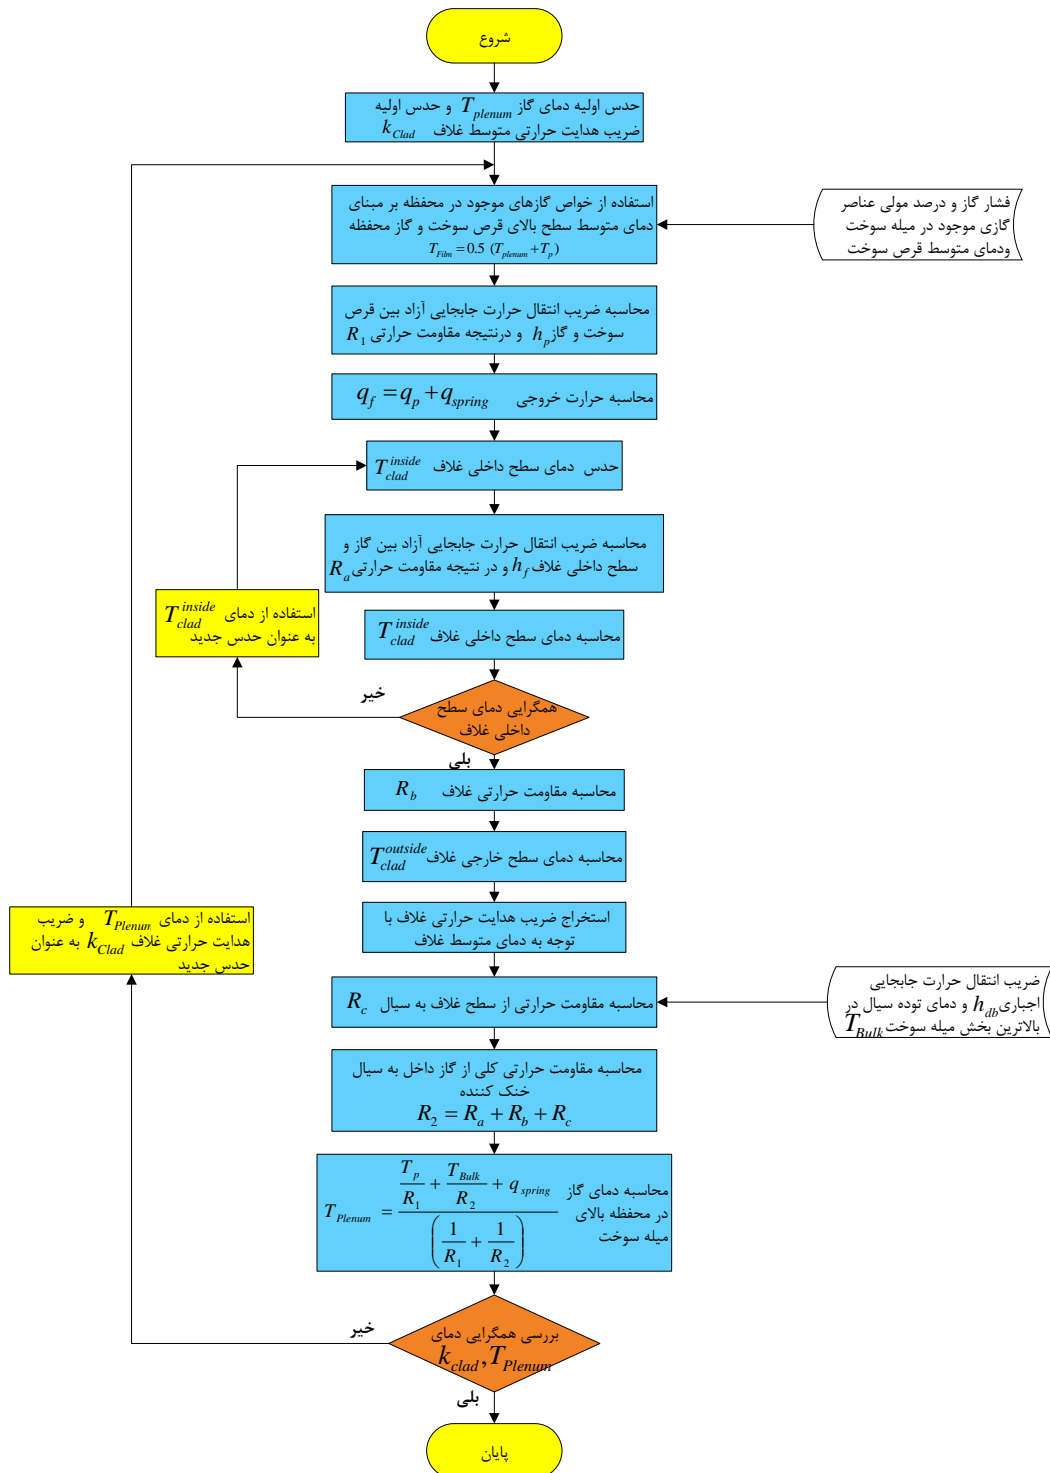 شروع
حدس اولیه دمای گاز T_plenum و حدس اولیه
ضریب هدایت حرارتی متوسط غلاف k_Clad
استفاده از خواص گازهای موجود در محفظه بر مبنای
دمای متوسط سطح بالای قرص سوخت و گاز محفظه
T_Film = 0.5 (T_plenum + T_p)
فشار گاز و درصد مولی عناصر
گازی موجود در میله سوخت
ودمای متوسط قرص سوخت
محاسبه ضریب انتقال حرارت جابجایی آزاد بین قرص
سوخت و گاز h_p و درنتیجه مقاومت حرارتی R_1
محاسبه حرارت خروجی q_f = q_p + q_spring
حدس دمای سطح داخلی غلاف T_clad^inside
محاسبه ضریب انتقال حرارت جابجایی آزاد بین گاز و
سطح داخلی غلاف h_f و در نتیجه مقاومت حرارتی R_a
استفاده از دمای T_clad^inside
به عنوان حدس جدید
محاسبه دمای سطح داخلی غلاف T_clad^inside
خیر
همگرایی دمای سطح
داخلی غلاف
بلی
محاسبه مقاومت حرارتی غلاف R_b
محاسبه دمای سطح خارجی غلاف T_clad^outside
استخراج ضریب هدایت حرارتی غلاف با
توجه به دمای متوسط غلاف
استفاده از دمای T_Plenum و ضریب
هدایت حرارتی غلاف k_Clad به عنوان
حدس جدید
محاسبه مقاومت حرارتی از سطح غلاف به سیال R_c
ضریب انتقال حرارت جابجایی
اجباری h_db و دمای توده سیال در
بالاترین بخش میله سوخت T_Bulk
محاسبه مقاومت حرارتی کلی از گاز داخل به سیال
خنک کننده
R_2 = R_a + R_b + R_c
محاسبه دمای گاز
در محفظه بالای
میله سوخت
T_Plenum = (T_p/R_1 + T_Bulk/R_2 + q_spring) / (1/R_1 + 1/R_2)
خیر
بررسی همگرایی دمای
k_clad, T_Plenum
بلی
پایان